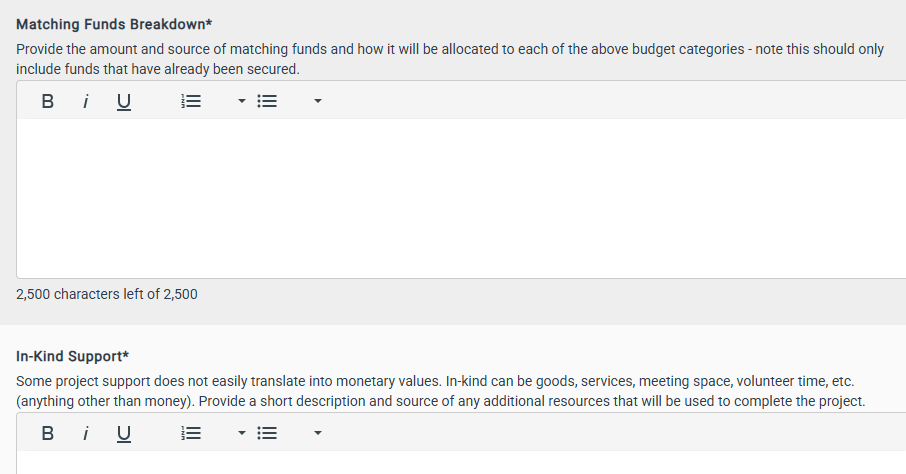 Matching Funds Breakdown*
Provide the amount and source of matching funds and how it will be allocated to each of the above budget categories - note this should only
include funds that have already been secured.
B i U
2,500 characters left of 2,500
In-Kind Support*
Some project support does not easily translate into monetary values. In-kind can be goods, services, meeting space, volunteer time, etc.
(anything other than money). Provide a short description and source of any additional resources that will be used to complete the project.
B i U